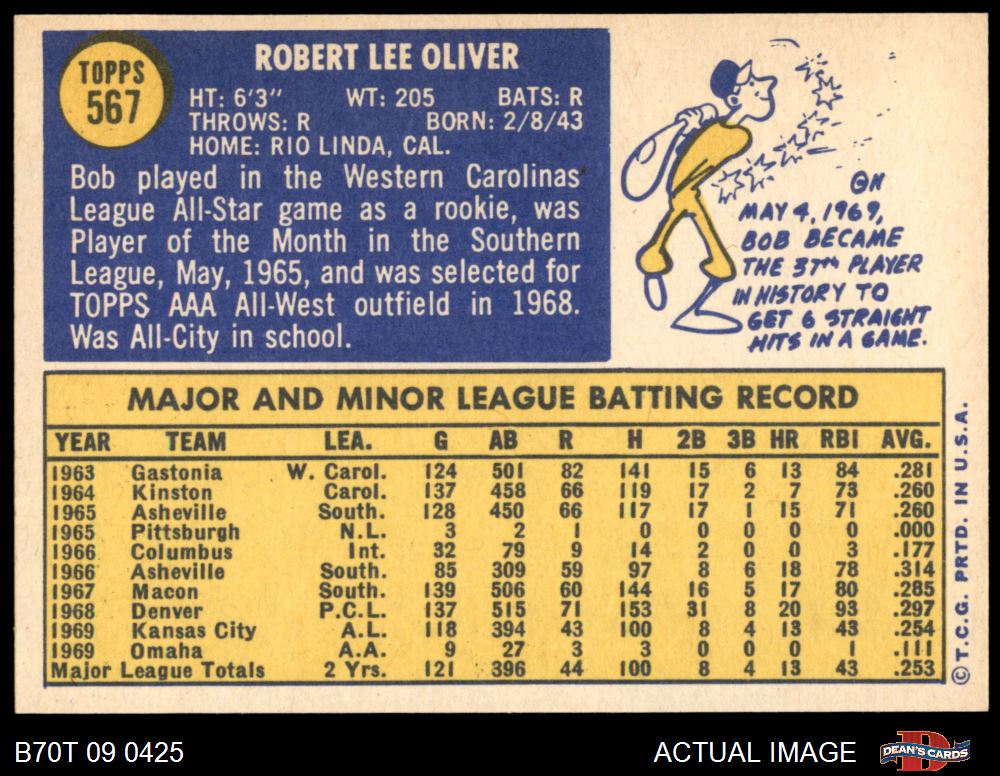 TOPPS
567
ROBERT LEE OLIVER
HT: 6'3" WT: 205 BATS: R
THROWS: R BORN: 2/8/43
HOME: RIO LINDA, CAL.
Bob played in the Western Carolinas
League All-Star game as a rookie, was
Player of the Month in the Southern
League, May, 1965, and was selected for
TOPPS AAA All-West outfield in 1968.
Was All-City in school.
ON
MAY 4, 1969,
BOB BECAME
THE 37TH PLAYER
IN HISTORY TO
GET 6 STRAIGHT
HITS IN A GAME.
MAJOR AND MINOR LEAGUE BATTING RECORD
YEAR TEAM LEA. G AB R H 2B 3B HR RBI AVG.
1963 Gastonia W. Carol. 124 501 82 141 15 6 13 84 .281
1964 Kinston Carol. 137 458 66 119 17 2 7 73 .260
1965 Asheville South. 128 450 66 117 17 1 15 71 .260
1965 Pittsburgh N.L. 3 2 1 0 0 0 0 0 .000
1966 Columbus Int. 32 79 9 14 2 0 0 3 .177
1966 Asheville South. 85 309 59 97 8 6 18 78 .314
1967 Macon South. 139 506 60 144 16 5 17 80 .285
1968 Denver P.C.L. 137 515 71 153 31 8 20 93 .297
1969 Kansas City A.L. 118 394 43 100 8 4 13 43 .254
1969 Omaha A.A. 9 27 3 3 0 0 0 1 .111
Major League Totals 2 Yrs. 121 396 44 100 8 4 13 43 .253
© T.C.G. PRTD. IN U.S.A.
B70T 09 0425
ACTUAL IMAGE
D
DEAN'S CARDS